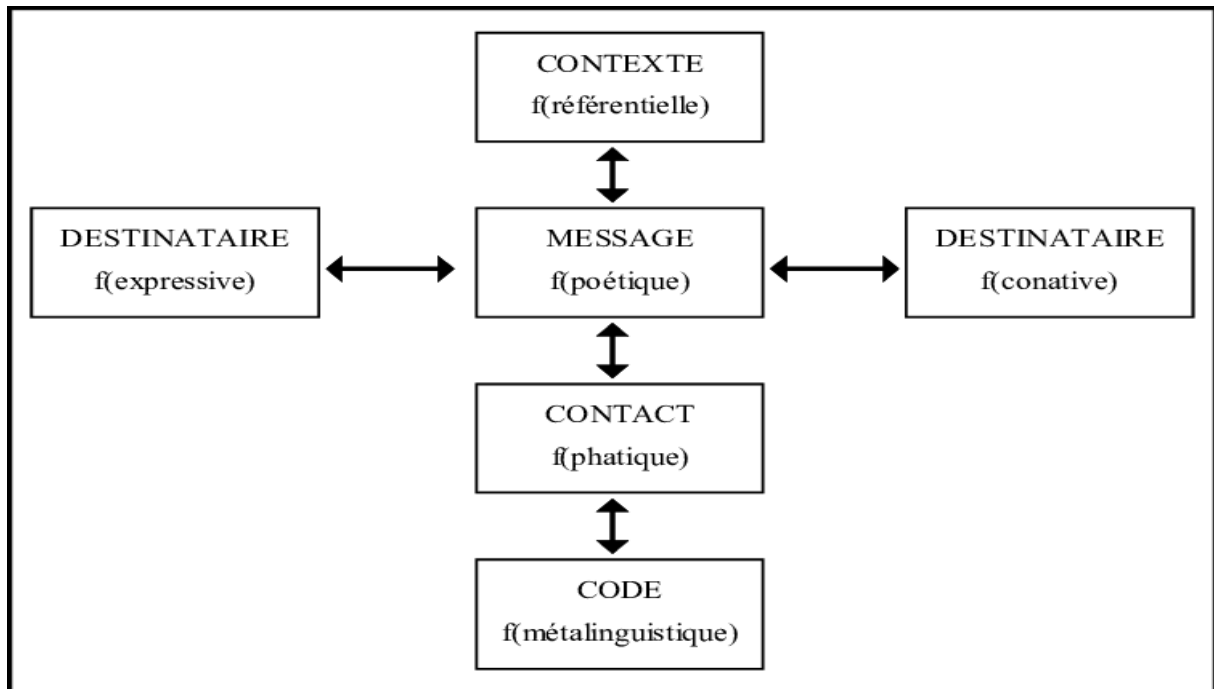 CONTEXTE
f(référentielle)
DESTINATAIRE
f(expressive)
MESSAGE
f(poétique)
DESTINATAIRE
f(conative)
CONTACT
f(phatique)
CODE
f(métalinguistique)